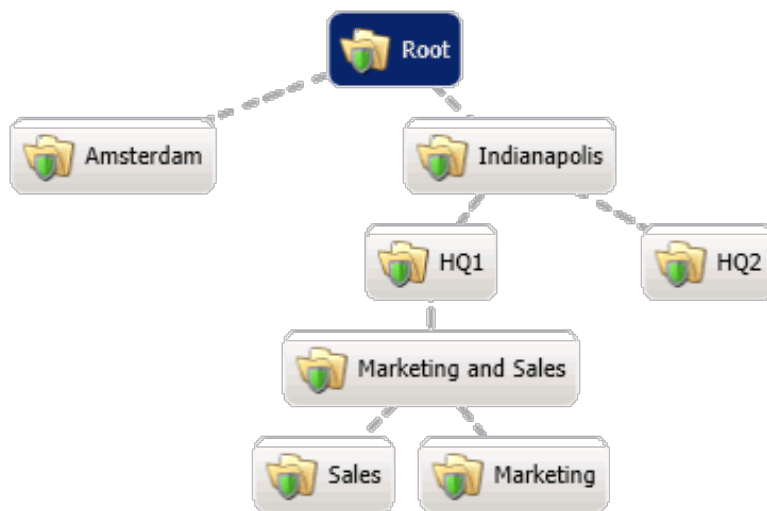 Root
Amsterdam
Indianapolis
HQ1
HQ2
Marketing and Sales
Sales
Marketing